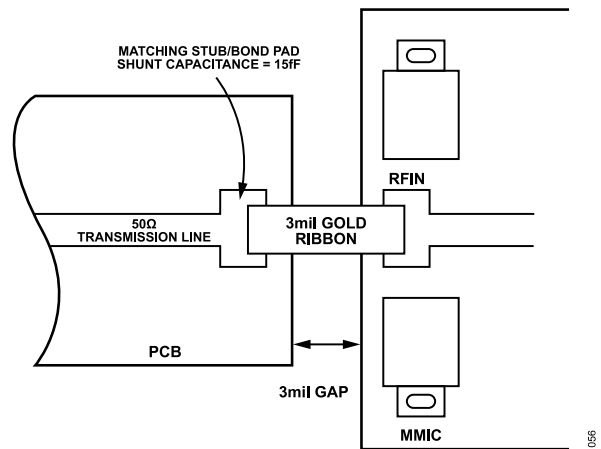 MATCHING STUB/BOND PAD
SHUNT CAPACITANCE = 15fF
RFIN
50Ω
TRANSMISSION LINE
3mil GOLD
RIBBON
PCB
3mil GAP
MMIC
056